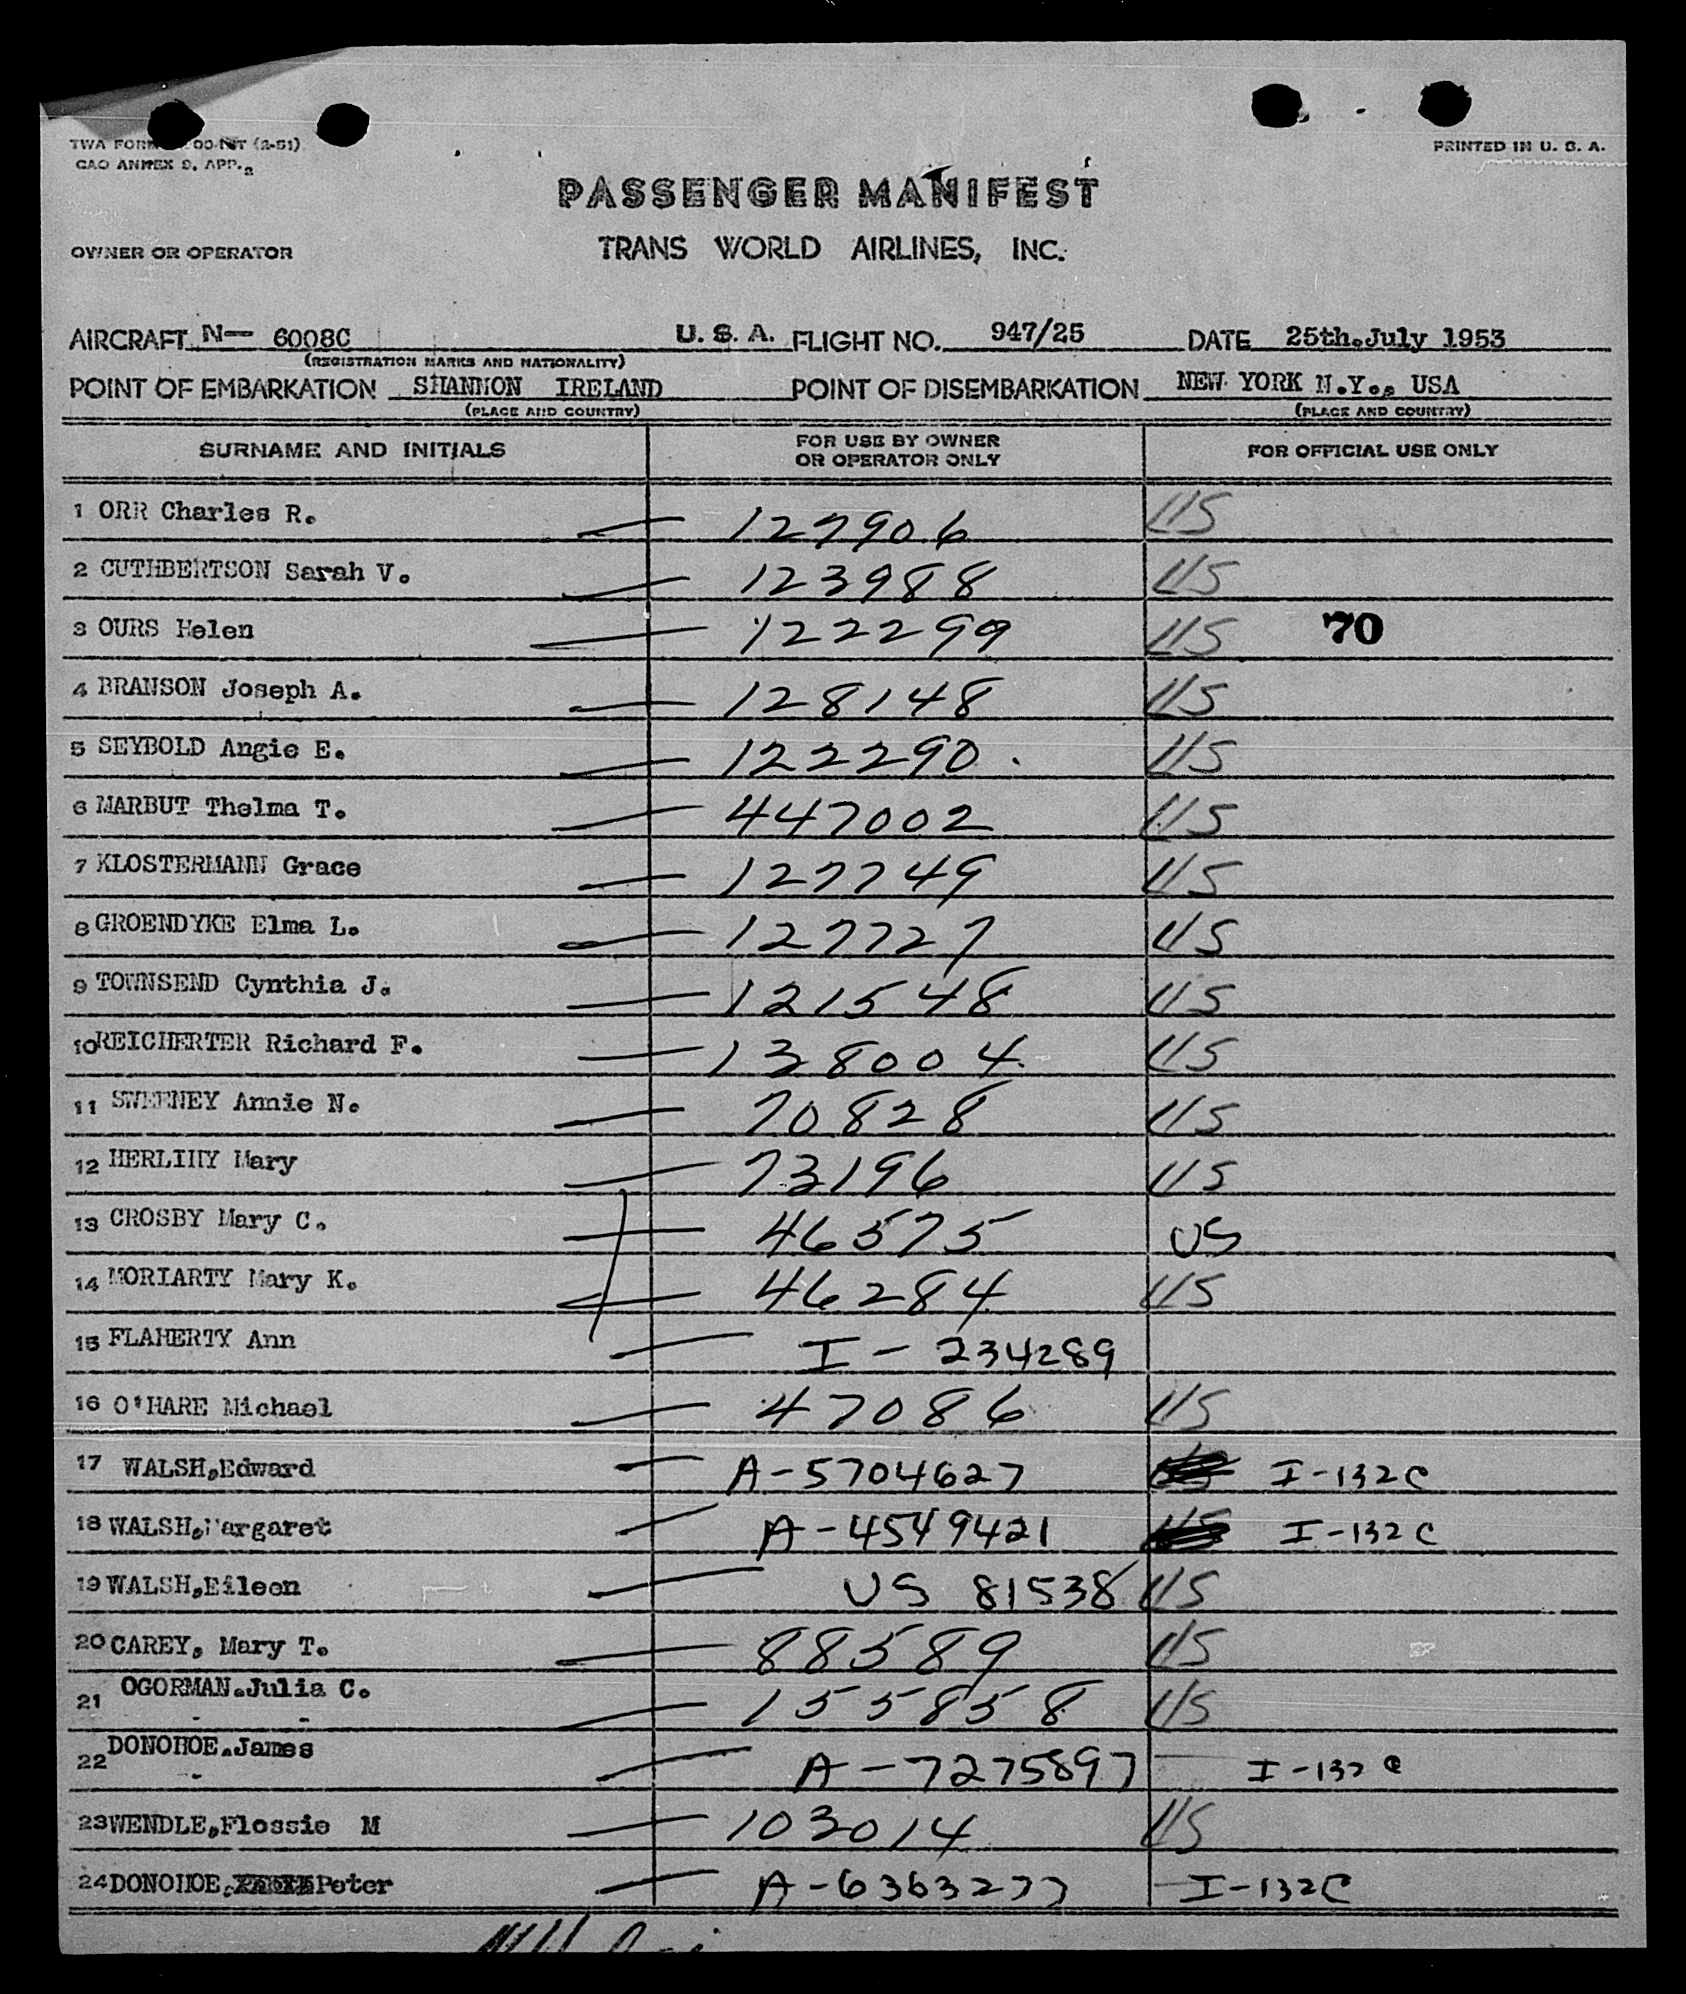 TWA FORM 00-INT (2-51)
CAO ANNEX 9, APP. 2
PRINTED IN U. S. A.
PASSENGER MANIFEST
OWNER OR OPERATOR TRANS WORLD AIRLINES, INC.
AIRCRAFT N— 6008C U. S. A. FLIGHT NO. 947/25 DATE 25th.July 1953
(REGISTRATION MARKS AND NATIONALITY)
POINT OF EMBARKATION SHANNON IRELAND POINT OF DISEMBARKATION NEW YORK N.Y., USA
(PLACE AND COUNTRY) (PLACE AND COUNTRY)
SURNAME AND INITIALS FOR USE BY OWNER OR OPERATOR ONLY FOR OFFICIAL USE ONLY
1 ORR Charles R. 127906 US
2 CUTHBERTSON Sarah V. 123988 US
3 OURS Helen 122299 US 70
4 BRANSON Joseph A. 128148 US
5 SEYBOLD Angie E. 122290. US
6 MARBUT Thelma T. 447002 US
7 KLOSTERMANN Grace 127749 US
8 GROENDYKE Elma L. 127727 US
9 TOWNSEND Cynthia J. 121548 US
10 REICHERTER Richard F. 138004. US
11 SWEENEY Annie N. 70828 US
12 HERLIHY Mary 73196 US
13 CROSBY Mary C. 46575 US
14 MORIARTY Mary K. 46284 US
15 FLAHERTY Ann I - 234289
16 O'HARE Michael 47086 US
17 WALSH,Edward A-5704627 I-132C
18 WALSH,Margaret A-4549421 I-132C
19 WALSH,Eileen US 81538 US
20 CAREY, Mary T. 88589 US
21 OGORMAN.Julia C. 155858 US
22 DONOHOE.James A-7275897 I-132C
23 WENDLE,Flossie M 103014 US
24 DONOHOE, Peter A-6363277 I-132C